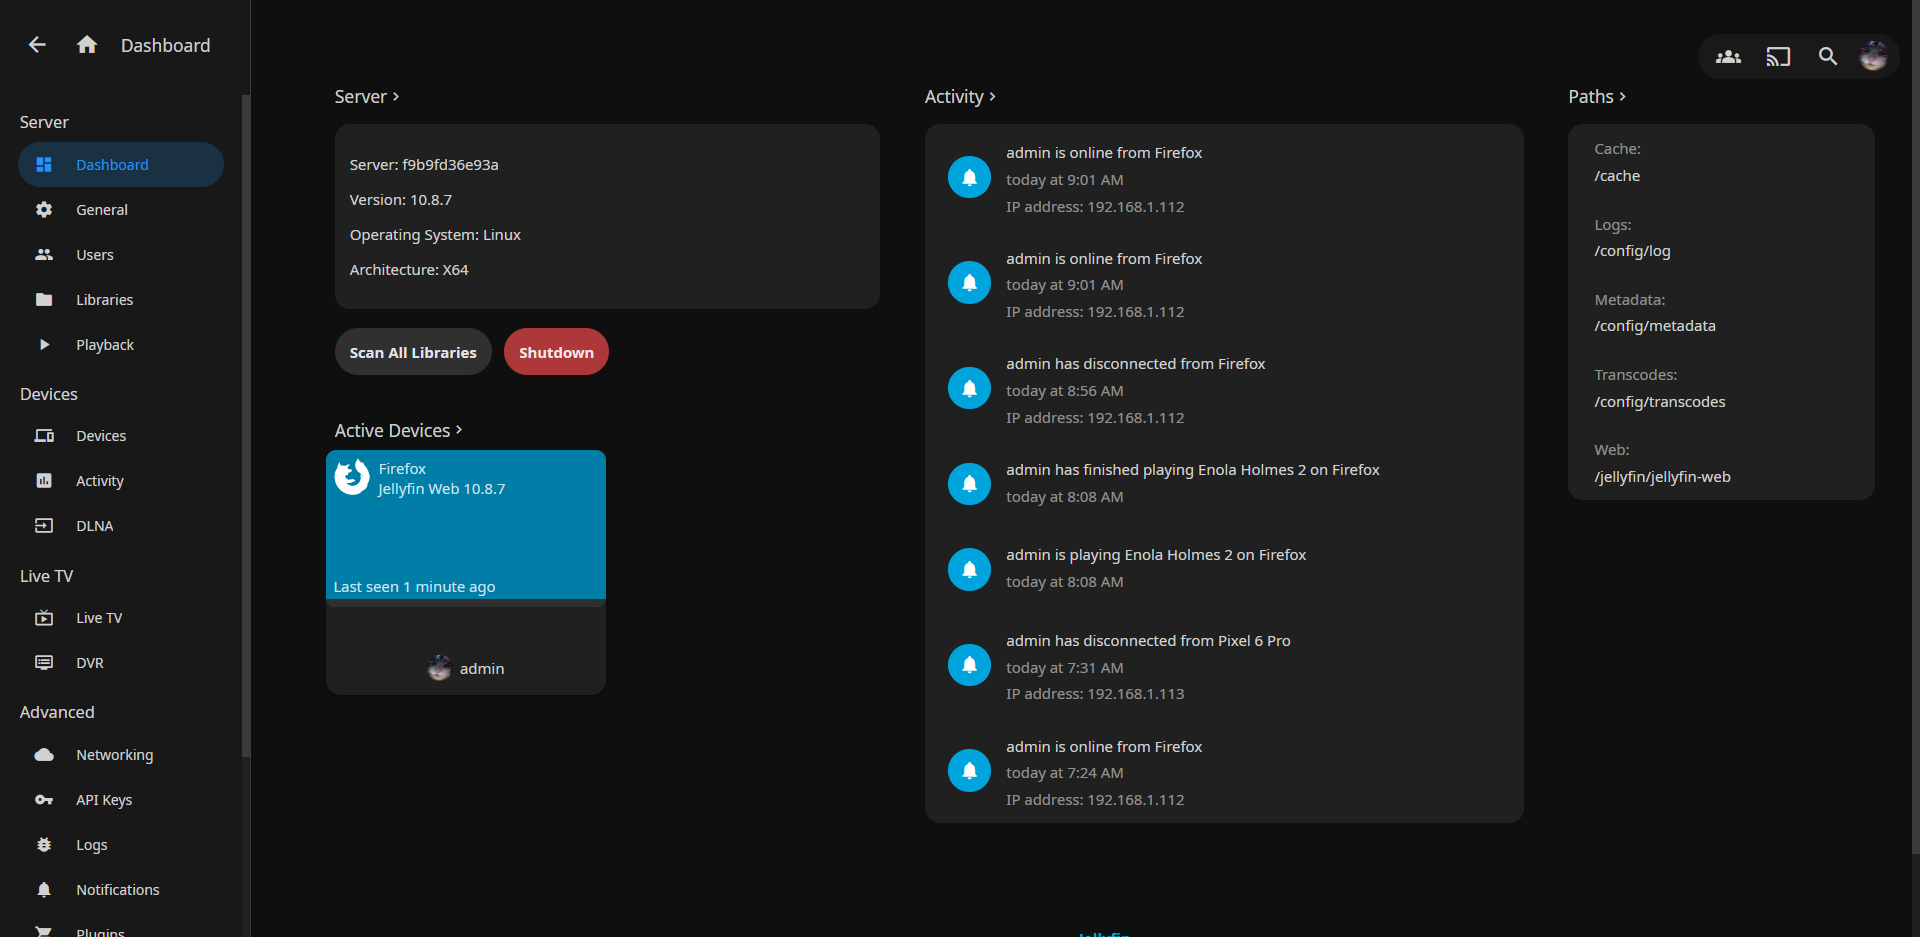 Dashboard
Server
Dashboard
General
Users
Libraries
Playback
Devices
Devices
Activity
DLNA
Live TV
Live TV
DVR
Advanced
Networking
API Keys
Logs
Notifications
Plugins
Server
Server: f9b9fd36e93a
Version: 10.8.7
Operating System: Linux
Architecture: X64
Scan All Libraries
Shutdown
Active Devices
Firefox
Jellyfin Web 10.8.7
Last seen 1 minute ago
admin
Activity
admin is online from Firefox
today at 9:01 AM
IP address: 192.168.1.112
admin is online from Firefox
today at 9:01 AM
IP address: 192.168.1.112
admin has disconnected from Firefox
today at 8:56 AM
IP address: 192.168.1.112
admin has finished playing Enola Holmes 2 on Firefox
today at 8:08 AM
admin is playing Enola Holmes 2 on Firefox
today at 8:08 AM
admin has disconnected from Pixel 6 Pro
today at 7:31 AM
IP address: 192.168.1.113
admin is online from Firefox
today at 7:24 AM
IP address: 192.168.1.112
Paths
Cache:
/cache
Logs:
/config/log
Metadata:
/config/metadata
Transcodes:
/config/transcodes
Web:
/jellyfin/jellyfin-web
Jellyfin